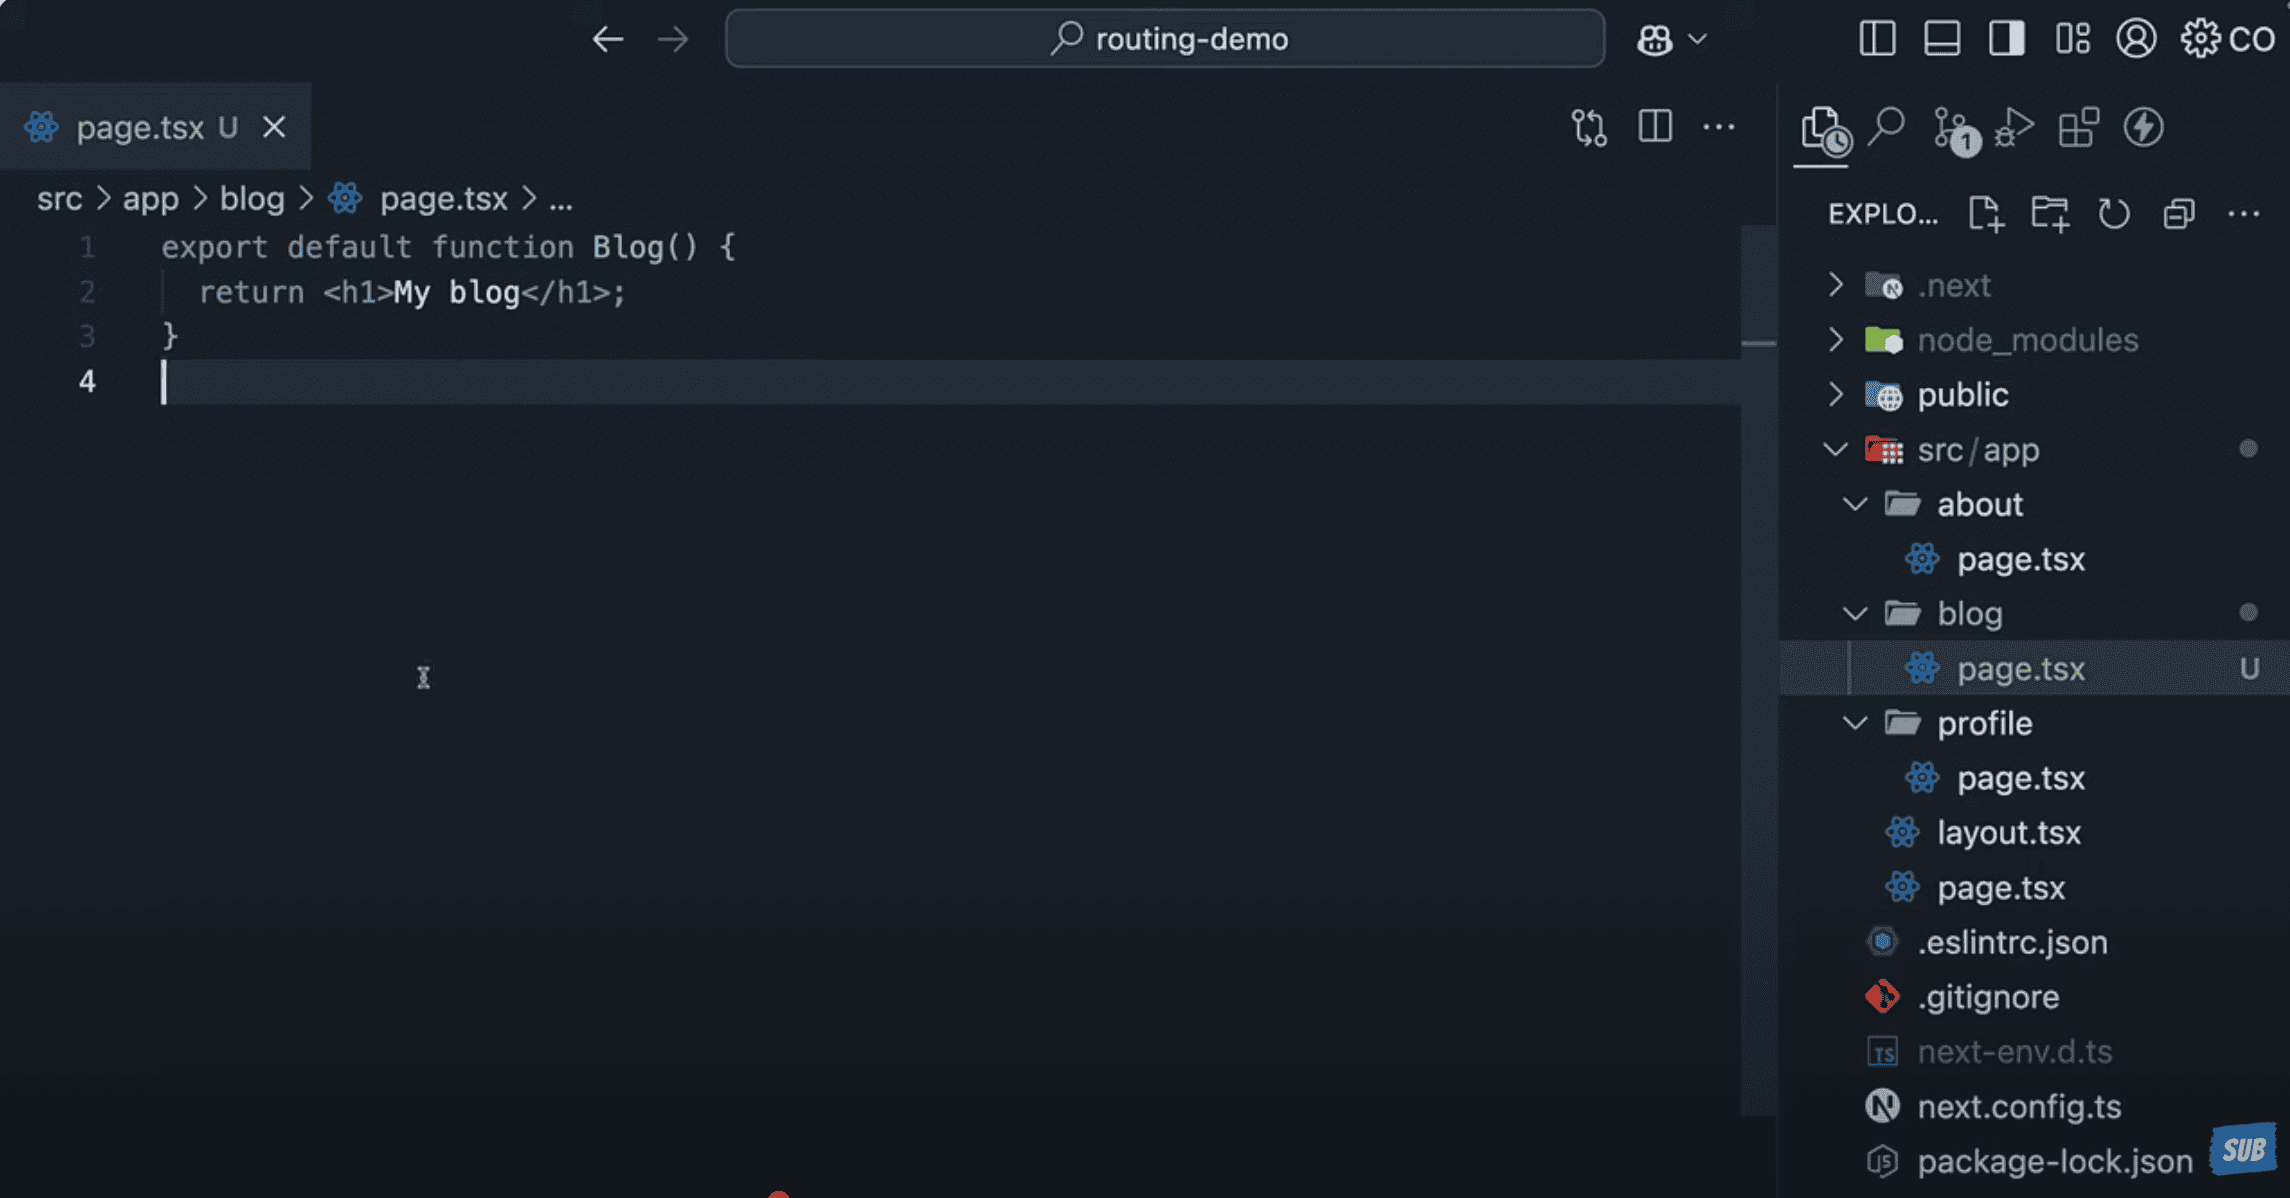 routing-demo
CO
page.tsx U
1
src > app > blog > page.tsx > ...
EXPLO...
1 export default function Blog() {
2 return <h1>My blog</h1>;
3 }
4
.next
node_modules
public
src/app
about
page.tsx
blog
page.tsx U
profile
page.tsx
layout.tsx
page.tsx
.eslintrc.json
.gitignore
TS next-env.d.ts
N next.config.ts
JS package-lock.json
SUB